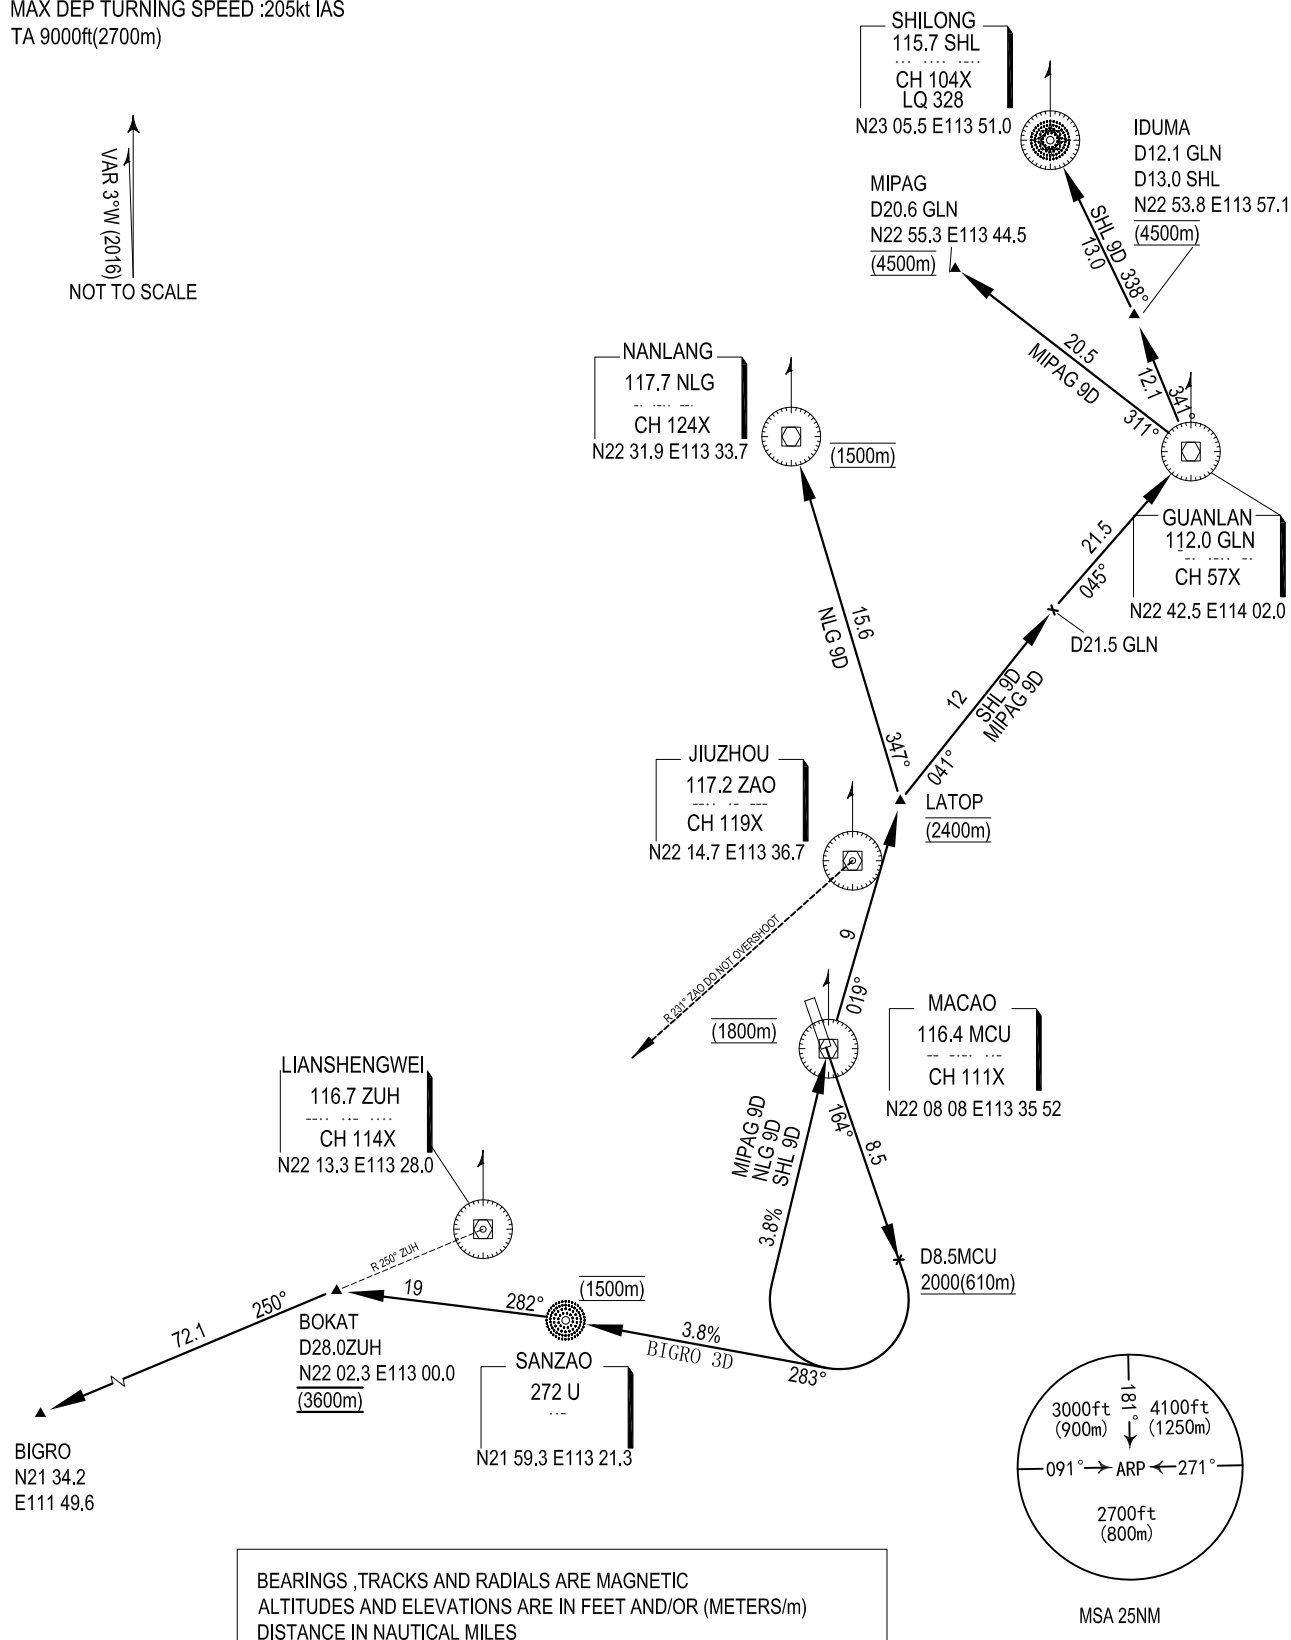 MAX DEP TURNING SPEED :205kt IAS
TA 9000ft(2700m)
VAR 3°W (2016)
NOT TO SCALE
SHILONG
115.7 SHL
CH 104X
LQ 328
N23 05.5 E113 51.0
IDUMA
D12.1 GLN
D13.0 SHL
N22 53.8 E113 57.1
(4500m)
MIPAG
D20.6 GLN
N22 55.3 E113 44.5
(4500m)
SHL 9D 338°
13.0
20.5
MIPAG 9D
311°
12.1
341°
NANLANG
117.7 NLG
CH 124X
N22 31.9 E113 33.7
(1500m)
GUANLAN
112.0 GLN
CH 57X
N22 42.5 E114 02.0
21.5
045°
D21.5 GLN
15.6
NLG 9D
347°
12
SHL 9D
MIPAG 9D
041°
JIUZHOU
117.2 ZAO
CH 119X
N22 14.7 E113 36.7
LATOP
(2400m)
R 231° ZAO DO NOT OVERSHOOT
9
019°
(1800m)
MACAO
116.4 MCU
CH 111X
N22 08 08 E113 35 52
LIANSHENGWEI
116.7 ZUH
CH 114X
N22 13.3 E113 28.0
MIPAG 9D
NLG 9D
SHL 9D
3.8%
164°
8.5
D8.5MCU
2000(610m)
R 250° ZUH
19
282°
(1500m)
250°
72.1
BOKAT
D28.0ZUH
N22 02.3 E113 00.0
(3600m)
3.8%
BIGRO 3D
283°
SANZAO
272 U
N21 59.3 E113 21.3
BIGRO
N21 34.2
E111 49.6
3000ft
(900m)
181°
4100ft
(1250m)
091°
ARP
271°
2700ft
(800m)
MSA 25NM
BEARINGS ,TRACKS AND RADIALS ARE MAGNETIC
ALTITUDES AND ELEVATIONS ARE IN FEET AND/OR (METERS/m)
DISTANCE IN NAUTICAL MILES